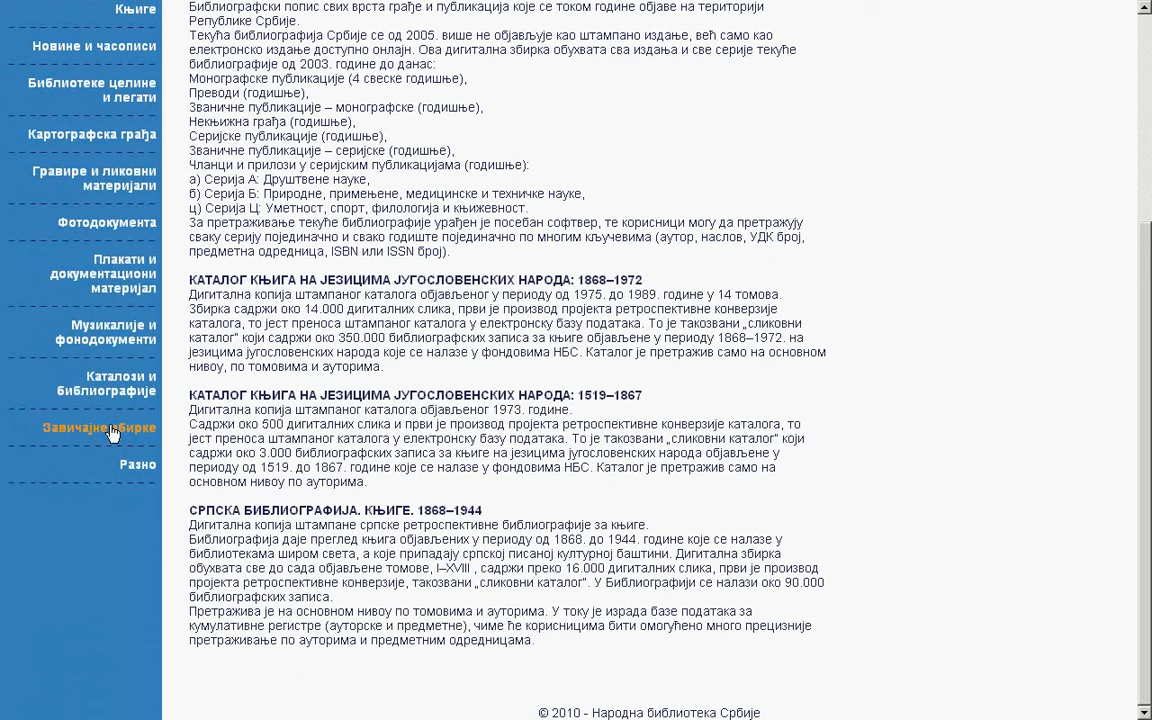 Књиге
Новине и часописи
Библиотеке целине
и легати
Картографска грађа
Гравире и ликовни
материјали
Фотодокумента
Плакати и
документациони
материјал
Музикалије и
фонодокументи
Каталози и
библиографије
Завичајне збирке
Разно
Библиографски попис свих врста грађе и публикација које се током године објаве на територији
Републике Србије.
Текућа библиографија Србије се од 2005. више не објављује као штампано издање, већ само као
електронско издање доступно онлајн. Ова дигитална збирка обухвата сва издања и све серије текуће
библиографије од 2003. године до данас:
Монографске публикације (4 свеске годишње),
Преводи (годишње),
Званичне публикације – монографске (годишње),
Некњижна грађа (годишње),
Серијске публикације (годишње),
Званичне публикације – серијске (годишње),
Чланци и прилози у серијским публикацијама (годишње):
а) Серија А: Друштвене науке,
б) Серија Б: Природне, примењене, медицинске и техничке науке,
ц) Серија Ц: Уметност, спорт, филологија и књижевност.
За претраживање текуће библиографије урађен је посебан софтвер, те корисници могу да претражују
сваку серију појединачно и свако годиште појединачно по многим кључевима (аутор, наслов, УДК број,
предметна одредница, ISBN или ISSN број).
КАТАЛОГ КЊИГА НА ЈЕЗИЦИМА ЈУГОСЛОВЕНСКИХ НАРОДА: 1868–1972
Дигитална копија штампаног каталога објављеног у периоду од 1975. до 1989. године у 14 томова.
Збирка садржи око 14.000 дигиталних слика, први је производ пројекта ретроспективне конверзије
каталога, то јест преноса штампаног каталога у електронску базу података. То је такозвани „сликовни
каталог" који садржи око 350.000 библиографских записа за књиге објављене у периоду 1868–1972. на
језицима југословенских народа које се налазе у фондовима НБС. Каталог је претражив само на основном
нивоу, по томовима и ауторима.
КАТАЛОГ КЊИГА НА ЈЕЗИЦИМА ЈУГОСЛОВЕНСКИХ НАРОДА: 1519–1867
Дигитална копија штампаног каталога објављеног 1973. године.
Садржи око 500 дигиталних слика и први је производ пројекта ретроспективне конверзије каталога, то
јест преноса штампаног каталога у електронску базу података. То је такозвани „сликовни каталог" који
садржи око 3.000 библиографских записа за књиге на језицима југословенских народа објављене у
периоду од 1519. до 1867. године које се налазе у фондовима НБС. Каталог је претражив само на
основном нивоу по ауторима.
СРПСКА БИБЛИОГРАФИЈА. КЊИГЕ. 1868–1944
Дигитална копија штампане српске ретроспективне библиографије за књиге.
Библиографија даје преглед књига објављених у периоду од 1868. до 1944. године које се налазе у
библиотекама широм света, а које припадају српској писаној културној баштини. Дигитална збирка
обухвата све до сада објављене томове, I–XVIII , садржи преко 16.000 дигиталних слика, први је производ
пројекта ретроспективне конверзије, такозвани „сликовни каталог". У Библиографији се налази око 90.000
библиографских записа.
Претражива је на основном нивоу по томовима и ауторима. У току је израда базе података за
кумулативне регистре (ауторске и предметне), чиме ће корисницима бити омогућено много прецизније
претраживање по ауторима и предметним одредницама.
© 2010 - Народна библиотека Србије